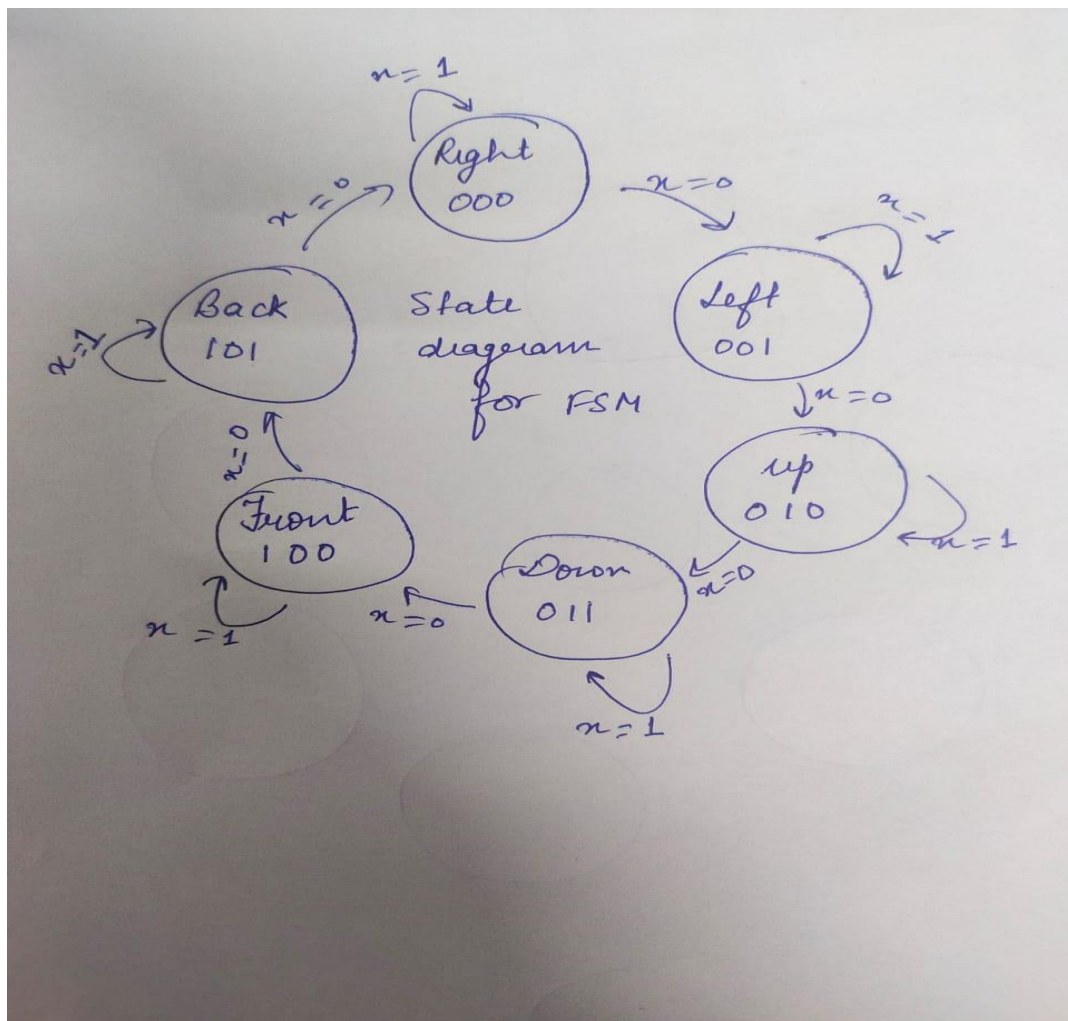 x = 1
Right
000
x = 0
x = 0
x = 1
Back
101
State
diagram
for FSM
Left
001
x = 1
x = 0
x = 0
up
010
x = 1
Front
100
Down
011
x = 0
x = 1
x = 0
x = 1